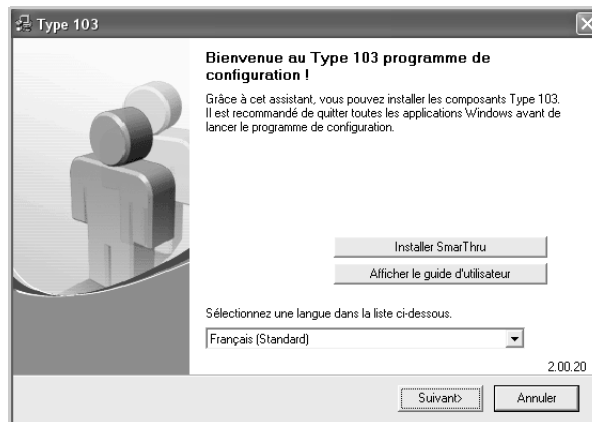 Type 103
Bienvenue au Type 103 programme de
configuration !
Grâce à cet assistant, vous pouvez installer les composants Type 103.
Il est recommandé de quitter toutes les applications Windows avant de
lancer le programme de configuration.
Installer SmarThru
Afficher le guide d'utilisateur
Sélectionnez une langue dans la liste ci-dessous.
Français (Standard)
2.00.20
Suivant>
Annuler